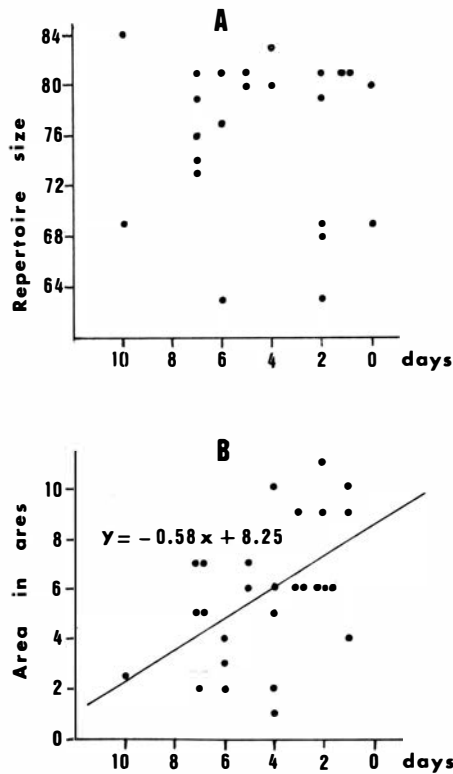 A
Repertoire size
84
80
76
72
68
64
10 8 6 4 2 0 days
B
Area in ares
10
8
6
4
2
0
y = – 0.58 x + 8.25
10 8 6 4 2 0 days